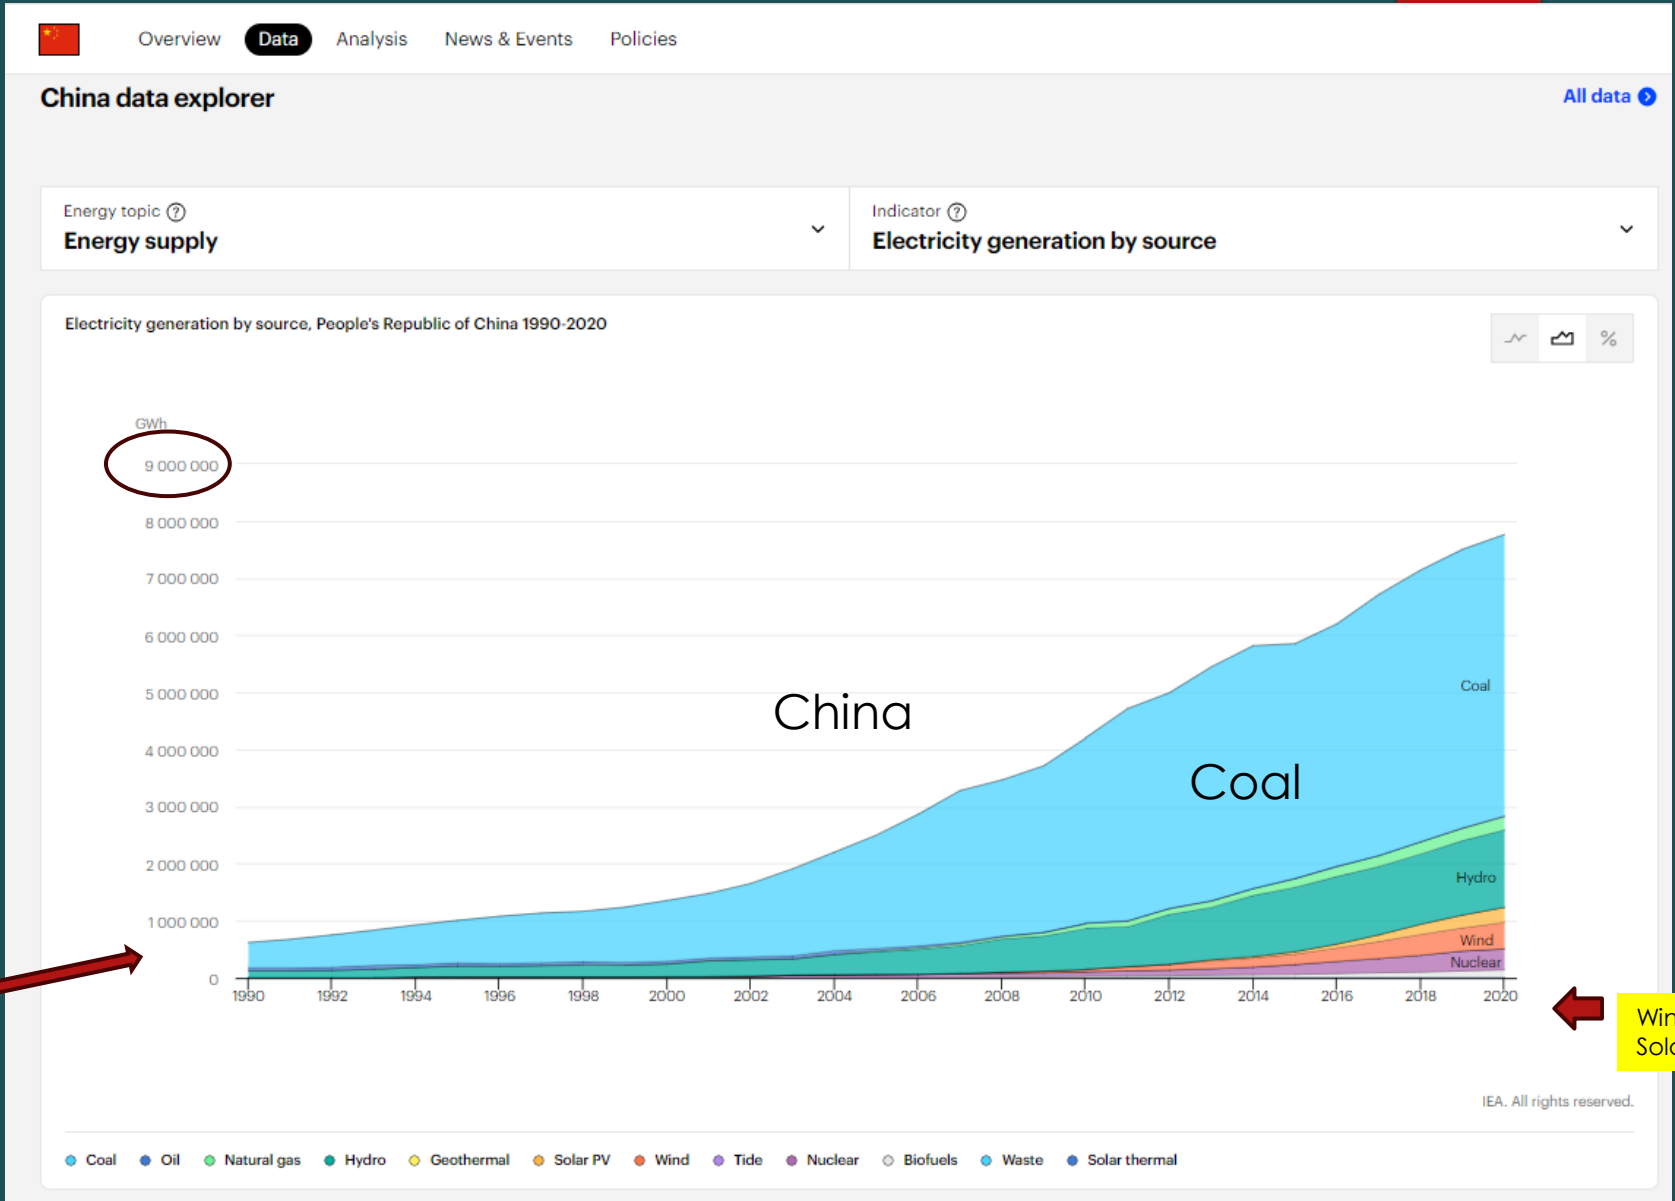 Overview Data Analysis News & Events Policies
China data explorer
All data
Energy topic ?
Energy supply
Indicator ?
Electricity generation by source
Electricity generation by source, People's Republic of China 1990-2020
%
GWh
9 000 000
8 000 000
7 000 000
6 000 000
5 000 000
4 000 000
3 000 000
2 000 000
1 000 000
0
China
Coal
Coal
Hydro
Wind
Nuclear
1990 1992 1994 1996 1998 2000 2002 2004 2006 2008 2010 2012 2014 2016 2018 2020
IEA. All rights reserved.
Coal Oil Natural gas Hydro Geothermal Solar PV Wind Tide Nuclear Biofuels Waste Solar thermal